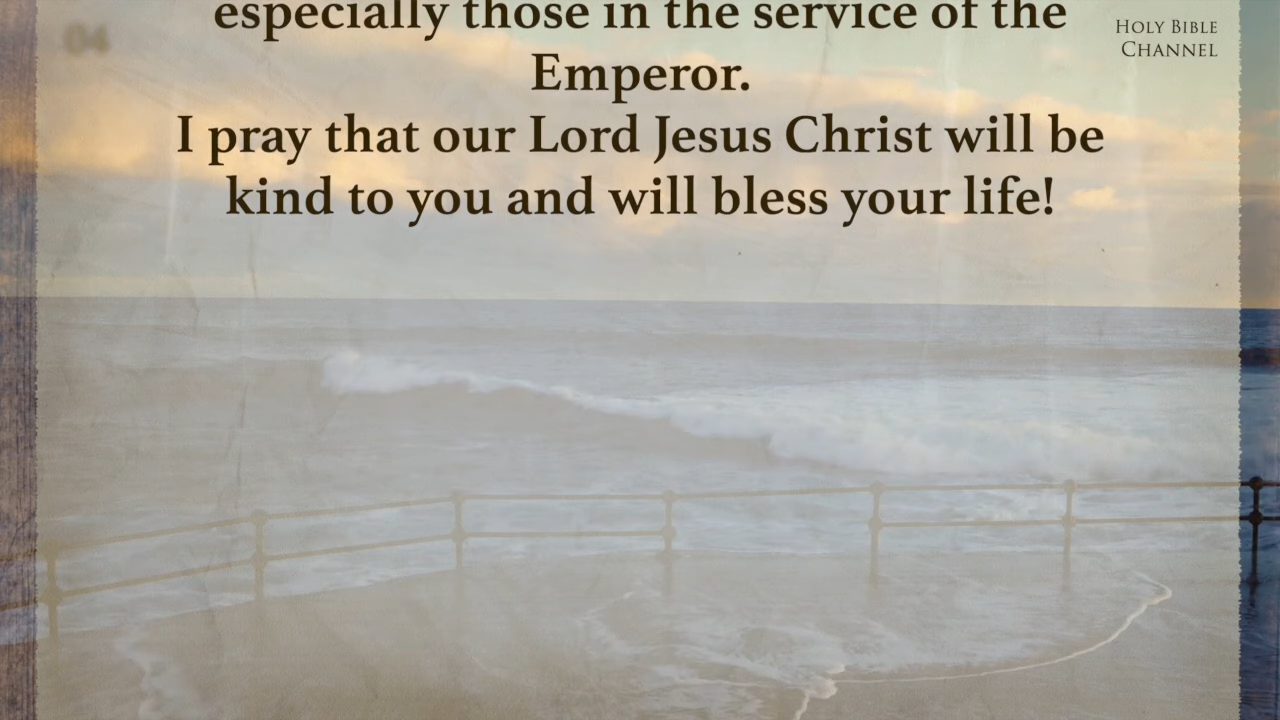 04
HOLY BIBLE
CHANNEL
especially those in the service of the
Emperor.
I pray that our Lord Jesus Christ will be
kind to you and will bless your life!